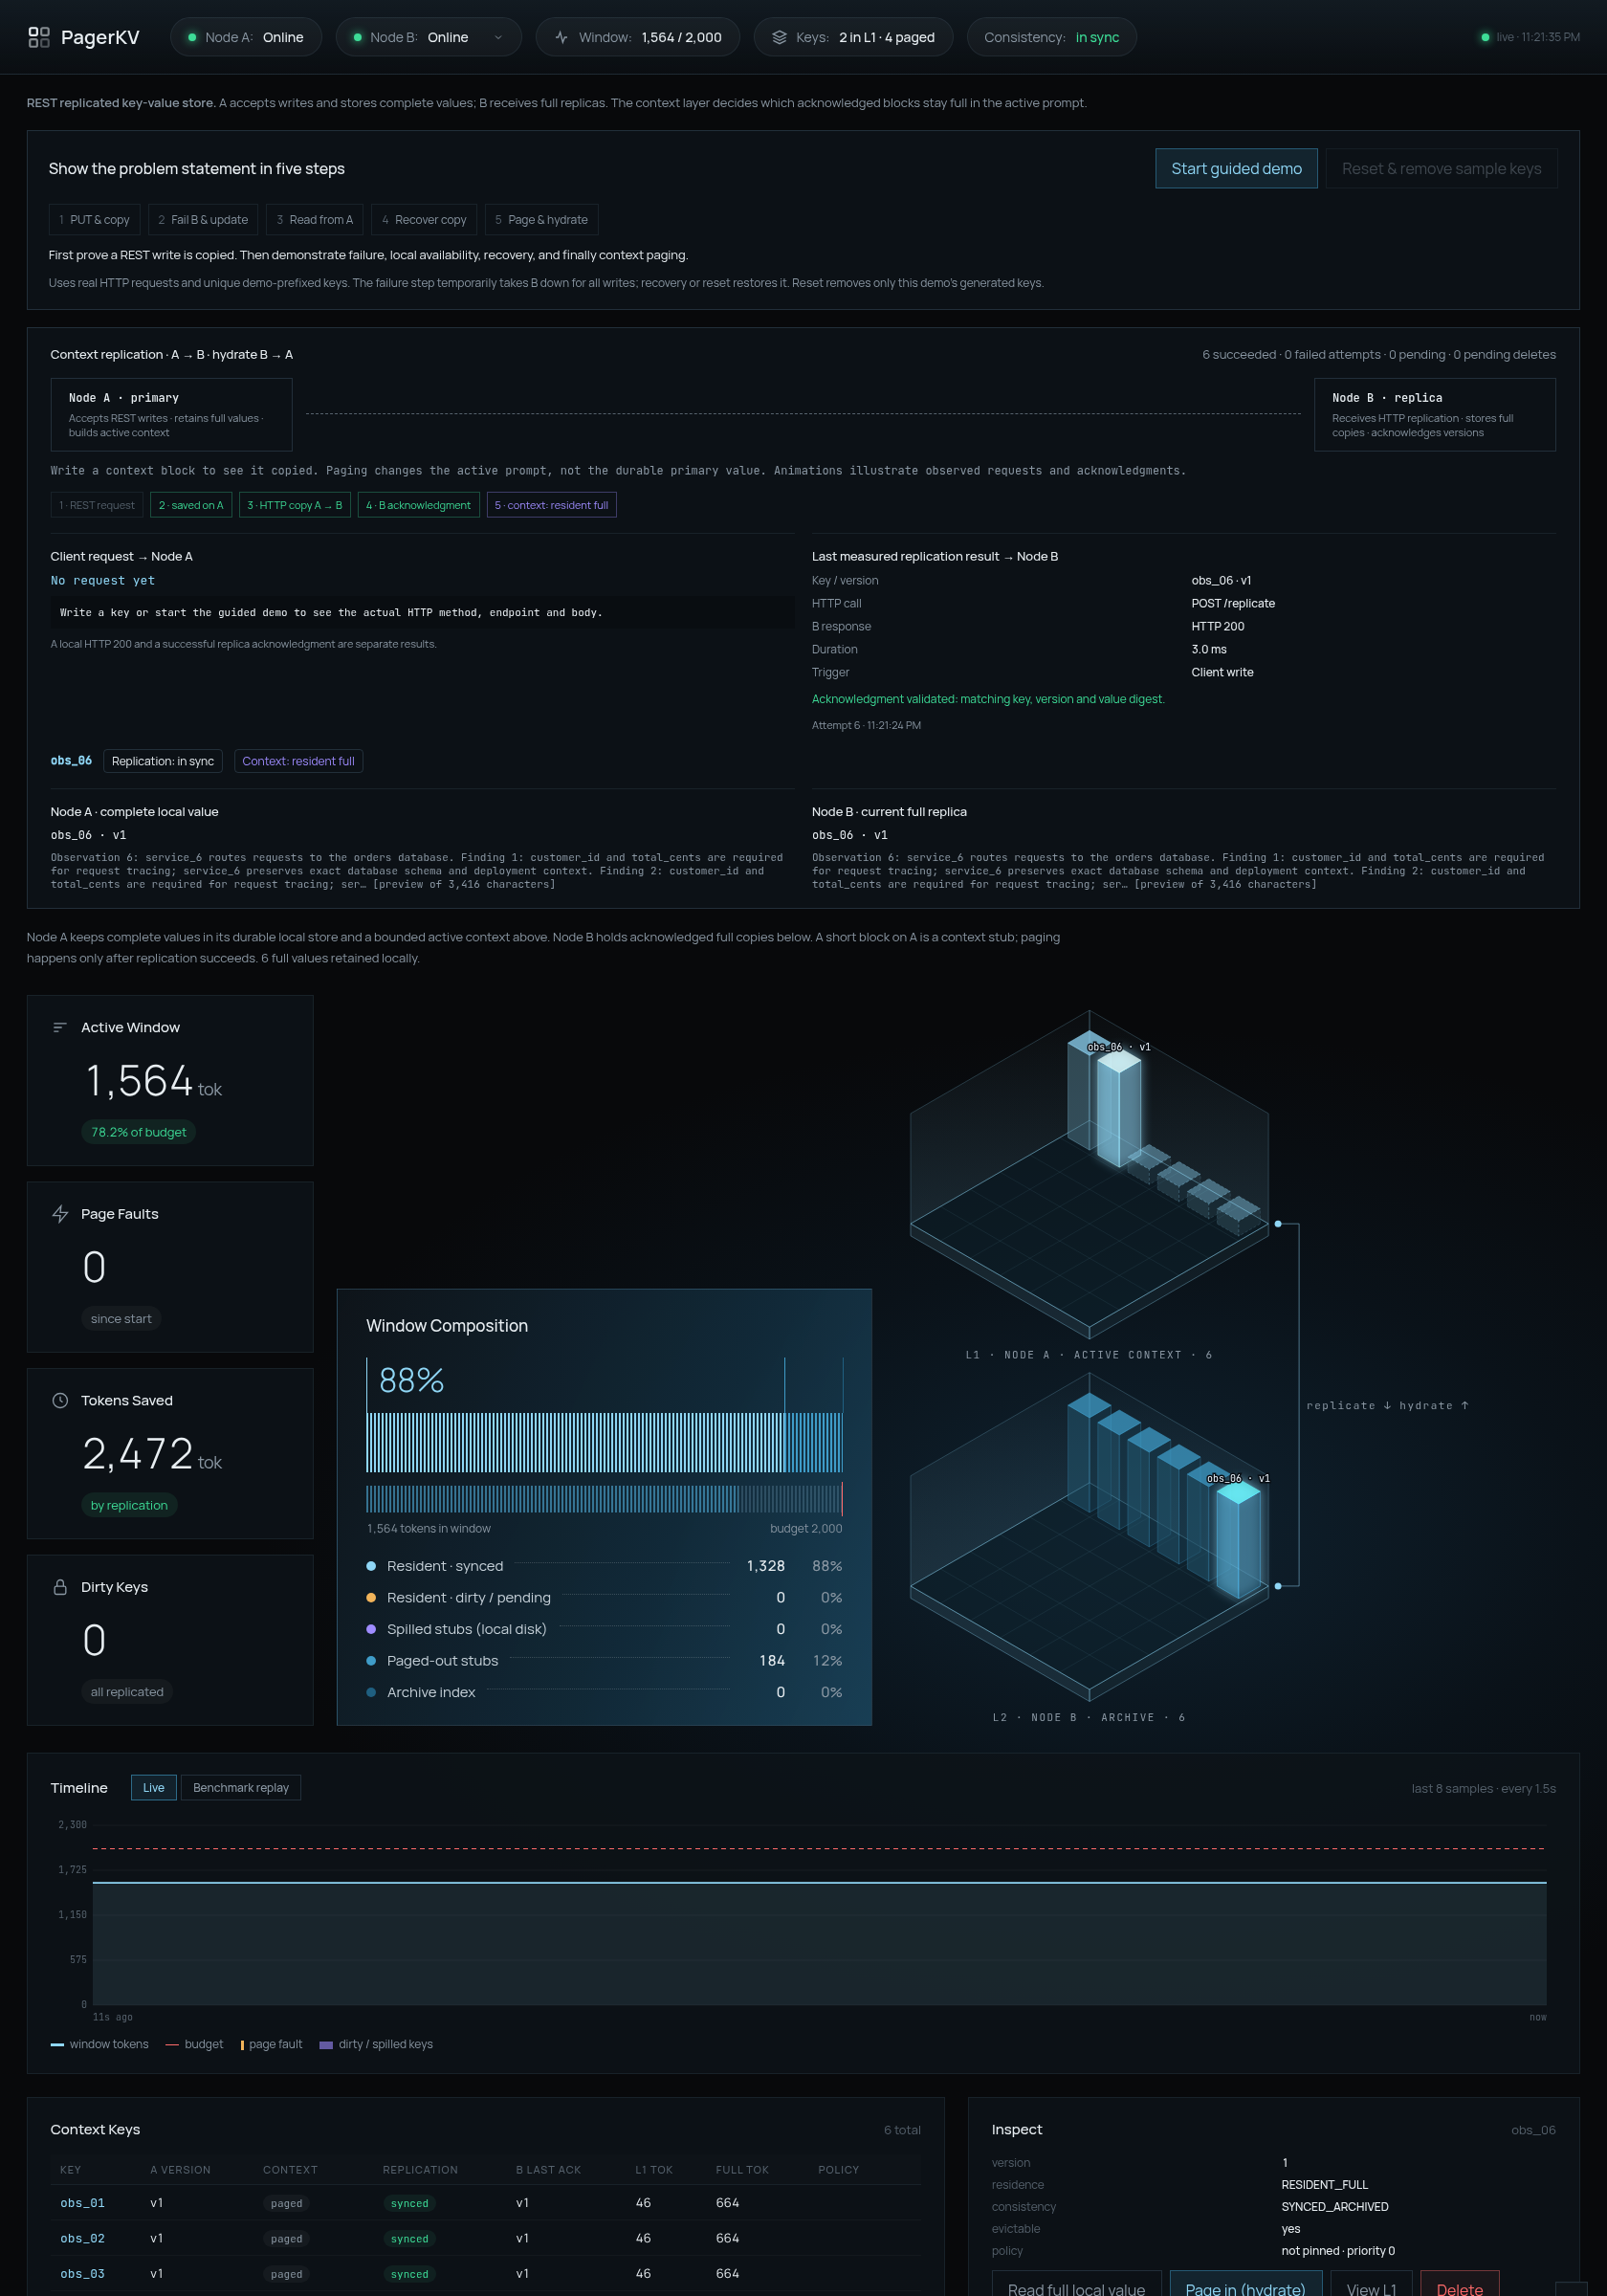 PagerKV
Node A: Online
Node B: Online
Window: 1,564 / 2,000
Keys: 2 in L1 · 4 paged
Consistency: in sync
live · 11:21:35 PM
REST replicated key-value store. A accepts writes and stores complete values; B receives full replicas. The context layer decides which acknowledged blocks stay full in the active prompt.
Show the problem statement in five steps
Start guided demo
Reset & remove sample keys
1 PUT & copy
2 Fail B & update
3 Read from A
4 Recover copy
5 Page & hydrate
First prove a REST write is copied. Then demonstrate failure, local availability, recovery, and finally context paging.
Uses real HTTP requests and unique demo-prefixed keys. The failure step temporarily takes B down for all writes; recovery or reset restores it. Reset removes only this demo's generated keys.
Context replication · A → B · hydrate B → A
6 succeeded · 0 failed attempts · 0 pending · 0 pending deletes
Node A · primary
Accepts REST writes · retains full values ·
builds active context
Node B · replica
Receives HTTP replication · stores full
copies · acknowledges versions
Write a context block to see it copied. Paging changes the active prompt, not the durable primary value. Animations illustrate observed requests and acknowledgments.
1 · REST request
2 · saved on A
3 · HTTP copy A → B
4 · B acknowledgment
5 · context: resident full
Client request → Node A
No request yet
Write a key or start the guided demo to see the actual HTTP method, endpoint and body.
A local HTTP 200 and a successful replica acknowledgment are separate results.
Last measured replication result → Node B
Key / version obs_06 · v1
HTTP call POST /replicate
B response HTTP 200
Duration 3.0 ms
Trigger Client write
Acknowledgment validated: matching key, version and value digest.
Attempt 6 · 11:21:24 PM
obs_06
Replication: in sync
Context: resident full
Node A · complete local value
obs_06 · v1
Observation 6: service_6 routes requests to the orders database. Finding 1: customer_id and total_cents are required
for request tracing; service_6 preserves exact database schema and deployment context. Finding 2: customer_id and
total_cents are required for request tracing; ser… [preview of 3,416 characters]
Node B · current full replica
obs_06 · v1
Observation 6: service_6 routes requests to the orders database. Finding 1: customer_id and total_cents are required
for request tracing; service_6 preserves exact database schema and deployment context. Finding 2: customer_id and
total_cents are required for request tracing; ser… [preview of 3,416 characters]
Node A keeps complete values in its durable local store and a bounded active context above. Node B holds acknowledged full copies below. A short block on A is a context stub; paging
happens only after replication succeeds. 6 full values retained locally.
Active Window
1,564 tok
78.2% of budget
Page Faults
0
since start
Tokens Saved
2,472 tok
by replication
Dirty Keys
0
all replicated
Window Composition
88%
1,564 tokens in window
budget 2,000
Resident · synced 1,328 88%
Resident · dirty / pending 0 0%
Spilled stubs (local disk) 0 0%
Paged-out stubs 184 12%
Archive index 0 0%
obs_06 · v1
L1 · NODE A · ACTIVE CONTEXT · 6
replicate ↓ hydrate ↑
obs_06 · v1
L2 · NODE B · ARCHIVE · 6
Timeline
Live
Benchmark replay
last 8 samples · every 1.5s
2,300
1,725
1,150
575
0
11s ago
now
window tokens
budget
page fault
dirty / spilled keys
Context Keys
6 total
KEY A VERSION CONTEXT REPLICATION B LAST ACK L1 TOK FULL TOK POLICY
obs_01 v1 paged synced v1 46 664
obs_02 v1 paged synced v1 46 664
obs_03 v1 paged synced v1 46 664
Inspect
obs_06
version 1
residence RESIDENT_FULL
consistency SYNCED_ARCHIVED
evictable yes
policy not pinned · priority 0
Read full local value
Page in (hydrate)
View L1
Delete